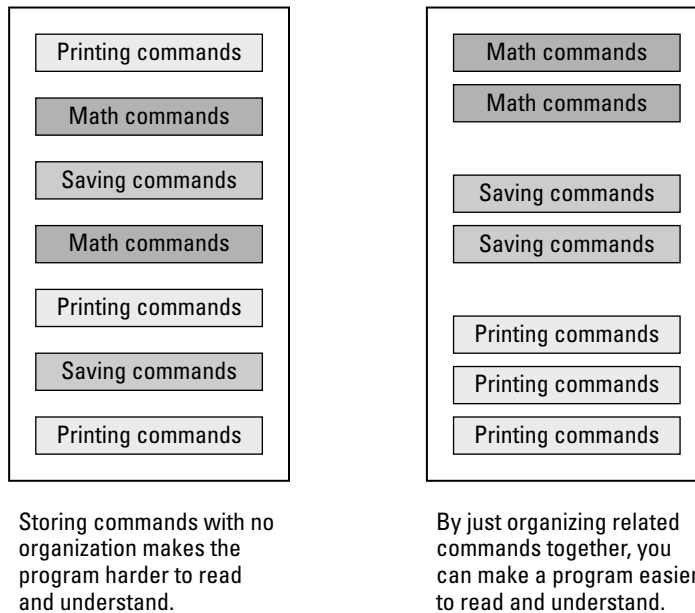 Printing commands
Math commands
Saving commands
Math commands
Printing commands
Saving commands
Printing commands
Storing commands with no
organization makes the
program harder to read
and understand.
Math commands
Math commands
Saving commands
Saving commands
Printing commands
Printing commands
Printing commands
By just organizing related
commands together, you
can make a program easier
to read and understand.